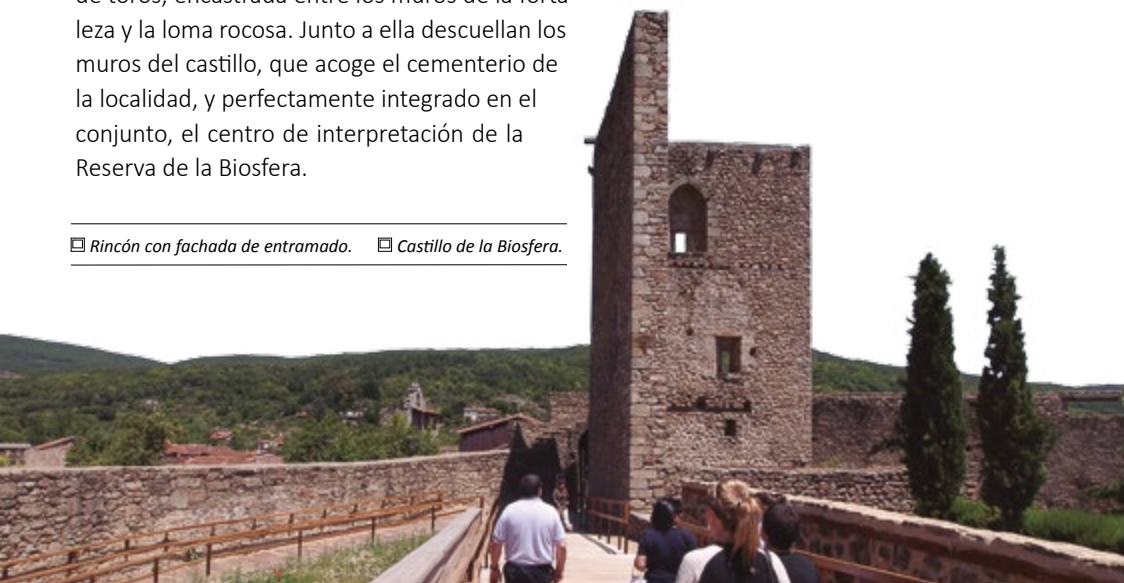 de toros, encastrada entre los muros de la forta
leza y la loma rocosa. Junto a ella descuellan los
muros del castillo, que acoge el cementerio de
la localidad, y perfectamente integrado en el
conjunto, el centro de interpretación de la
Reserva de la Biosfera.
Rincón con fachada de entramado. Castillo de la Biosfera.